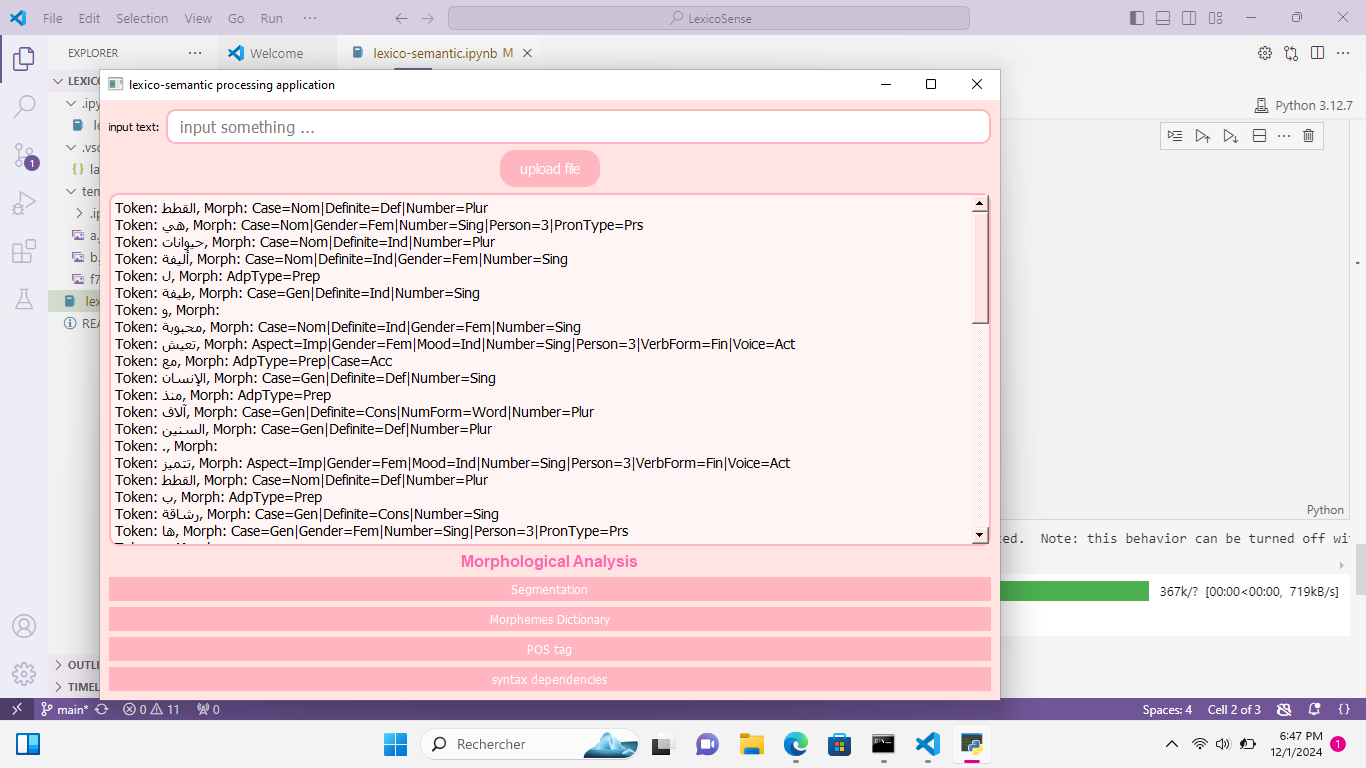 File Edit Selection View Go Run ··· LexicoSense
EXPLORER ··· Welcome lexico-semantic.ipynb M
LEXICO
.ipy
.vsc
{ }
tem
.i
a.
b.
f7
lex
REA
OUTLI
TIMEL
Python 3.12.7
lexico-semantic processing application
input text: input something ...
upload file
Token: القطط, Morph: Case=Nom|Definite=Def|Number=Plur
Token: هي, Morph: Case=Nom|Gender=Fem|Number=Sing|Person=3|PronType=Prs
Token: حيوانات, Morph: Case=Nom|Definite=Ind|Number=Plur
Token: أليفة, Morph: Case=Nom|Definite=Ind|Gender=Fem|Number=Sing
Token: ل, Morph: AdpType=Prep
Token: طيفة, Morph: Case=Gen|Definite=Ind|Number=Sing
Token: و, Morph:
Token: محبوبة, Morph: Case=Nom|Definite=Ind|Gender=Fem|Number=Sing
Token: تعيش, Morph: Aspect=Imp|Gender=Fem|Mood=Ind|Number=Sing|Person=3|VerbForm=Fin|Voice=Act
Token: مع, Morph: AdpType=Prep|Case=Acc
Token: الإنسان, Morph: Case=Gen|Definite=Def|Number=Sing
Token: منذ, Morph: AdpType=Prep
Token: آلاف, Morph: Case=Gen|Definite=Cons|NumForm=Word|Number=Plur
Token: السنين, Morph: Case=Gen|Definite=Def|Number=Plur
Token: ., Morph:
Token: تتميز, Morph: Aspect=Imp|Gender=Fem|Mood=Ind|Number=Sing|Person=3|VerbForm=Fin|Voice=Act
Token: القطط, Morph: Case=Nom|Definite=Def|Number=Plur
Token: ب, Morph: AdpType=Prep
Token: رشاقة, Morph: Case=Gen|Definite=Cons|Number=Sing
Token: ها, Morph: Case=Gen|Gender=Fem|Number=Sing|Person=3|PronType=Prs
Morphological Analysis
Segmentation
Morphemes Dictionary
POS tag
syntax dependencies
Python
ted. Note: this behavior can be turned off wi
367k/? [00:00<00:00, 719kB/s]
main* 0 11 0 Spaces: 4 Cell 2 of 3 { }
Rechercher
6:47 PM
12/1/2024
1